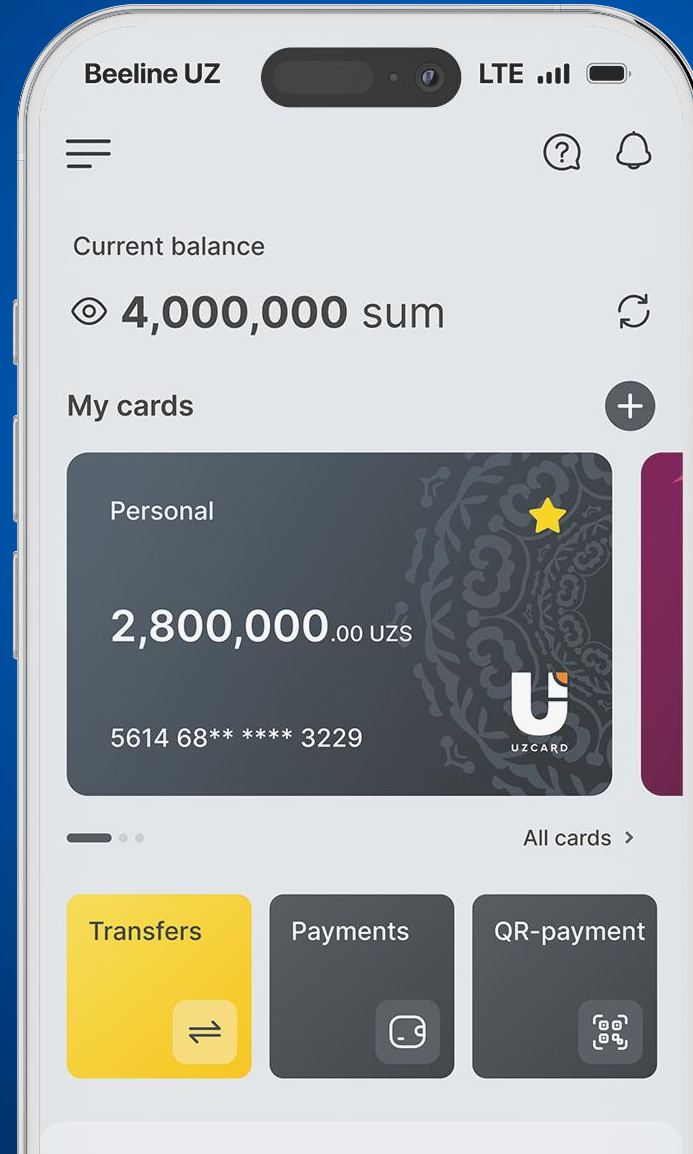 Beeline UZ LTE
Current balance
4,000,000 sum
My cards
Personal
2,800,000.00 UZS
UZCARD
5614 68** **** 3229
All cards
Transfers
Payments
QR-payment